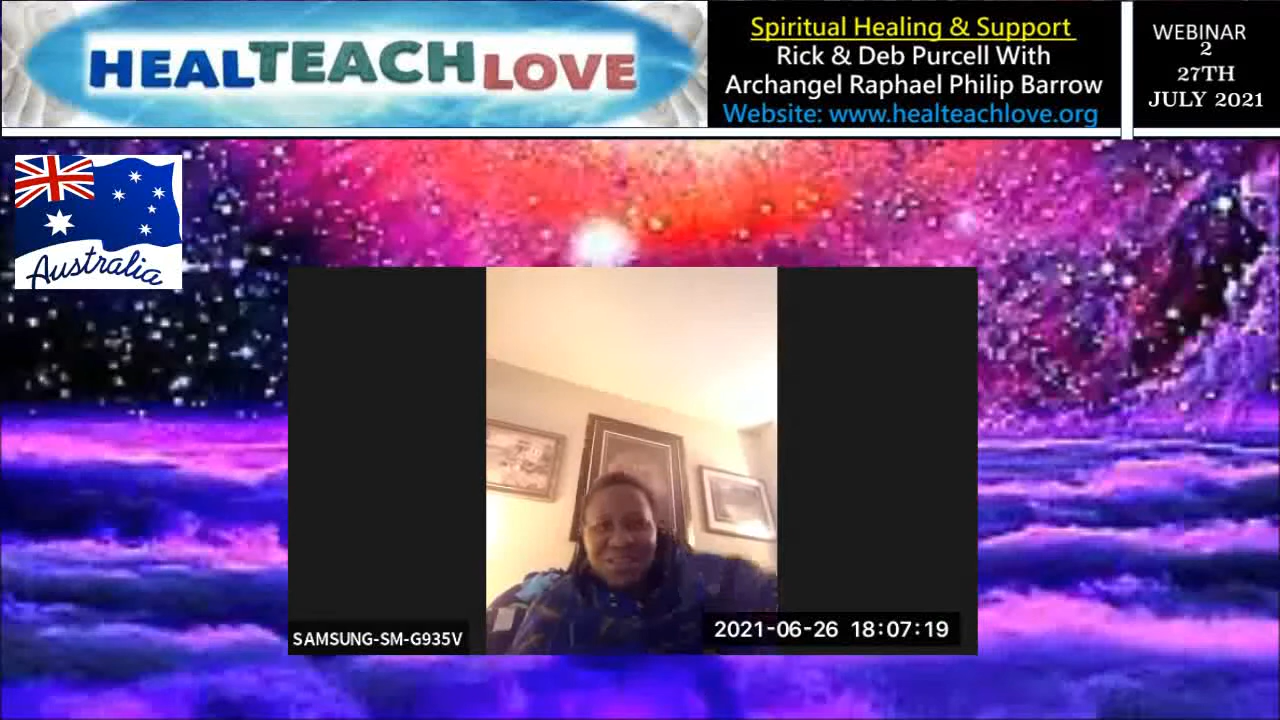 HEALTEACHLOVE
Spiritual Healing & Support
Rick & Deb Purcell With
Archangel Raphael Philip Barrow
Website: www.healteachlove.org
WEBINAR
2
27TH
JULY 2021
Australia
SAMSUNG-SM-G935V
2021-06-26 18:07:19